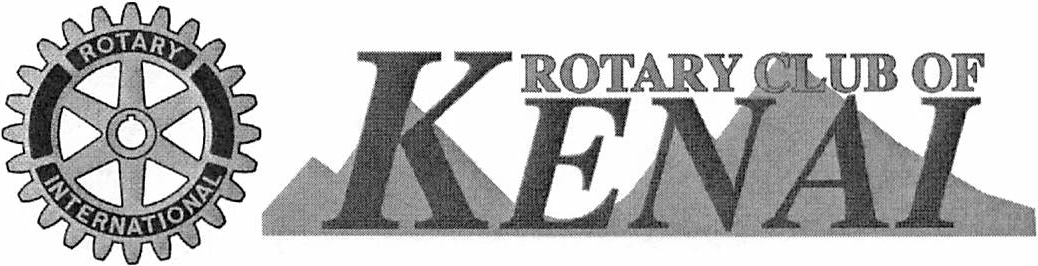 ROTARY
INTERNATIONAL
ROTARY CLUB OF
KENAI